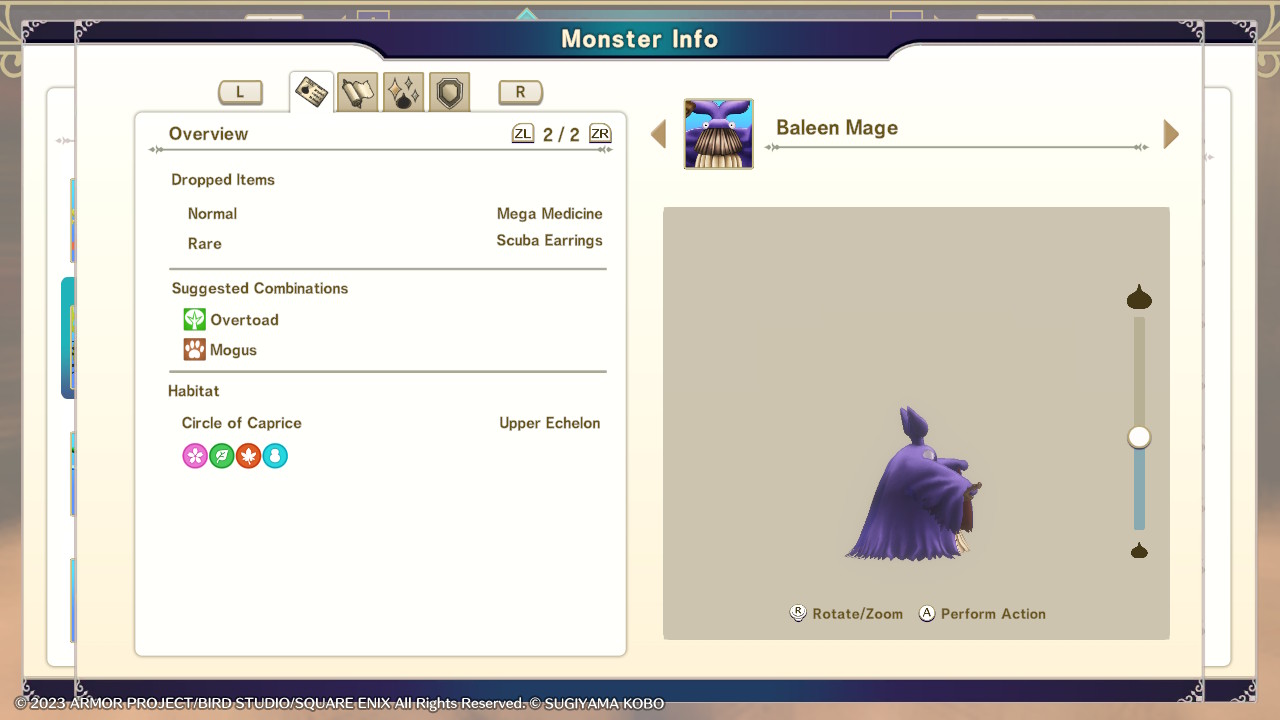 Monster Info
L
R
Overview
ZL 2 / 2 ZR
Baleen Mage
Dropped Items
Normal Mega Medicine
Rare Scuba Earrings
Suggested Combinations
Overtoad
Mogus
Habitat
Circle of Caprice Upper Echelon
R Rotate/Zoom A Perform Action
© 2023 ARMOR PROJECT/BIRD STUDIO/SQUARE ENIX All Rights Reserved. © SUGIYAMA KOBO